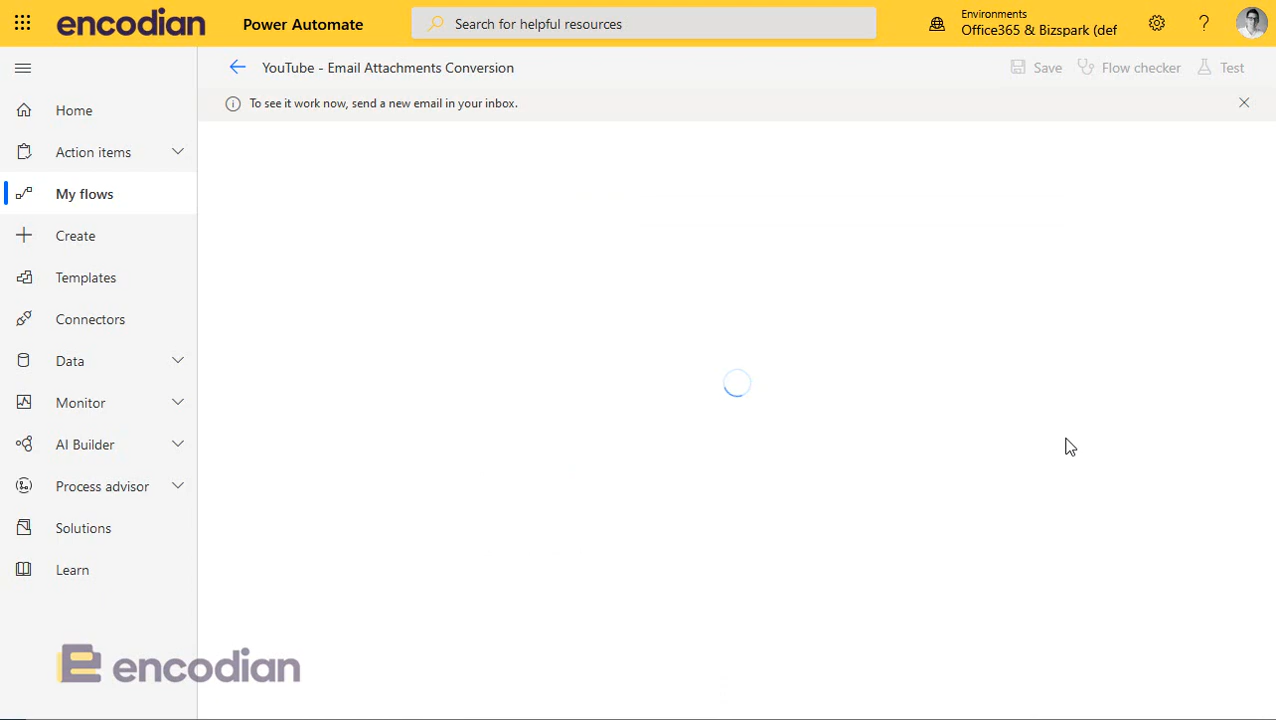 encodian
Power Automate
Search for helpful resources
Environments
Office365 & Bizspark (def
?
YouTube - Email Attachments Conversion
Save
Flow checker
Test
To see it work now, send a new email in your inbox.
Home
Action items
My flows
Create
Templates
Connectors
Data
Monitor
AI Builder
Process advisor
Solutions
Learn
encodian